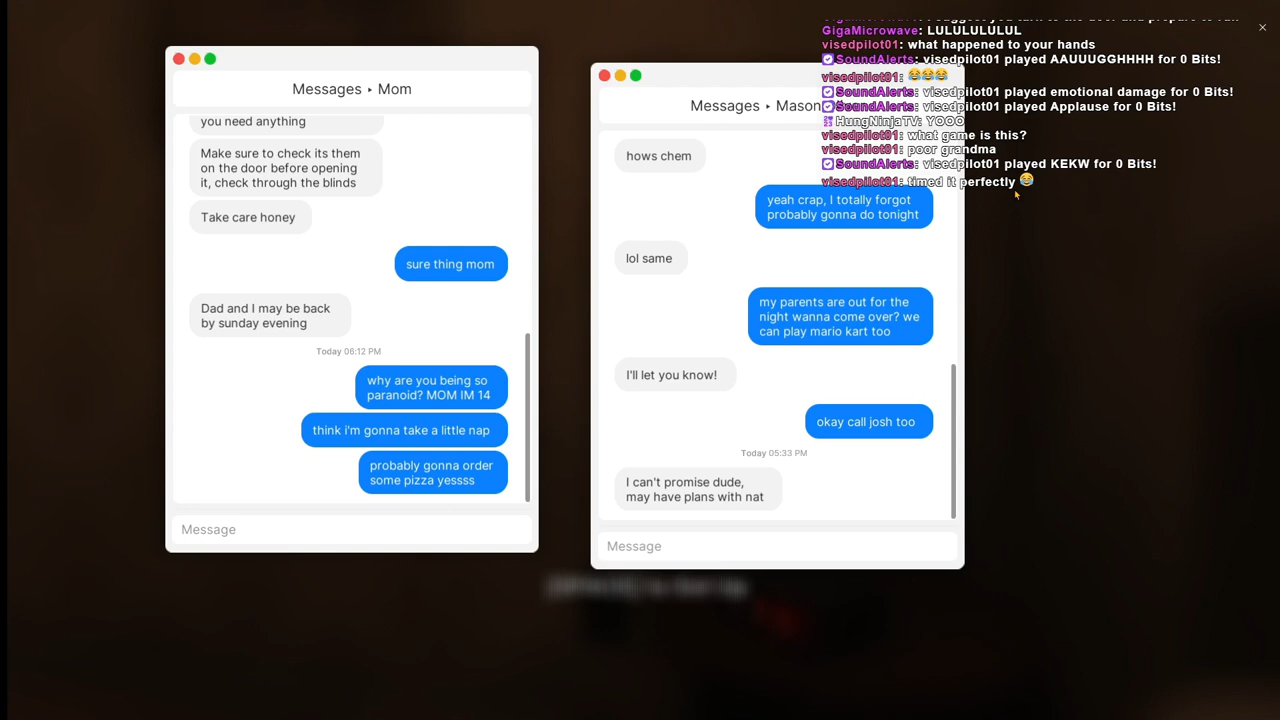 Messages ‣ Mom
you need anything
Make sure to check its them
on the door before opening
it, check through the blinds
Take care honey
sure thing mom
Dad and I may be back
by sunday evening
Today 06:12 PM
why are you being so
paranoid? MOM IM 14
think i'm gonna take a little nap
probably gonna order
some pizza yessss
Message
Messages ‣ Mason
hows chem
yeah crap, I totally forgot
probably gonna do tonight
lol same
my parents are out for the
night wanna come over? we
can play mario kart too
I'll let you know!
okay call josh too
Today 05:33 PM
I can't promise dude,
may have plans with nat
Message
GigaMicrowave: LULULULULUL
visedpilot01: what happened to your hands
SoundAlerts: visedpilot01 played AAUUUGGHHHH for 0 Bits!
visedpilot01: 😂😂😂
SoundAlerts: visedpilot01 played emotional damage for 0 Bits!
SoundAlerts: visedpilot01 played Applause for 0 Bits!
HungNinjaTV: YOOO
visedpilot01: what game is this?
visedpilot01: poor grandma
SoundAlerts: visedpilot01 played KEKW for 0 Bits!
visedpilot01: timed it perfectly 😂